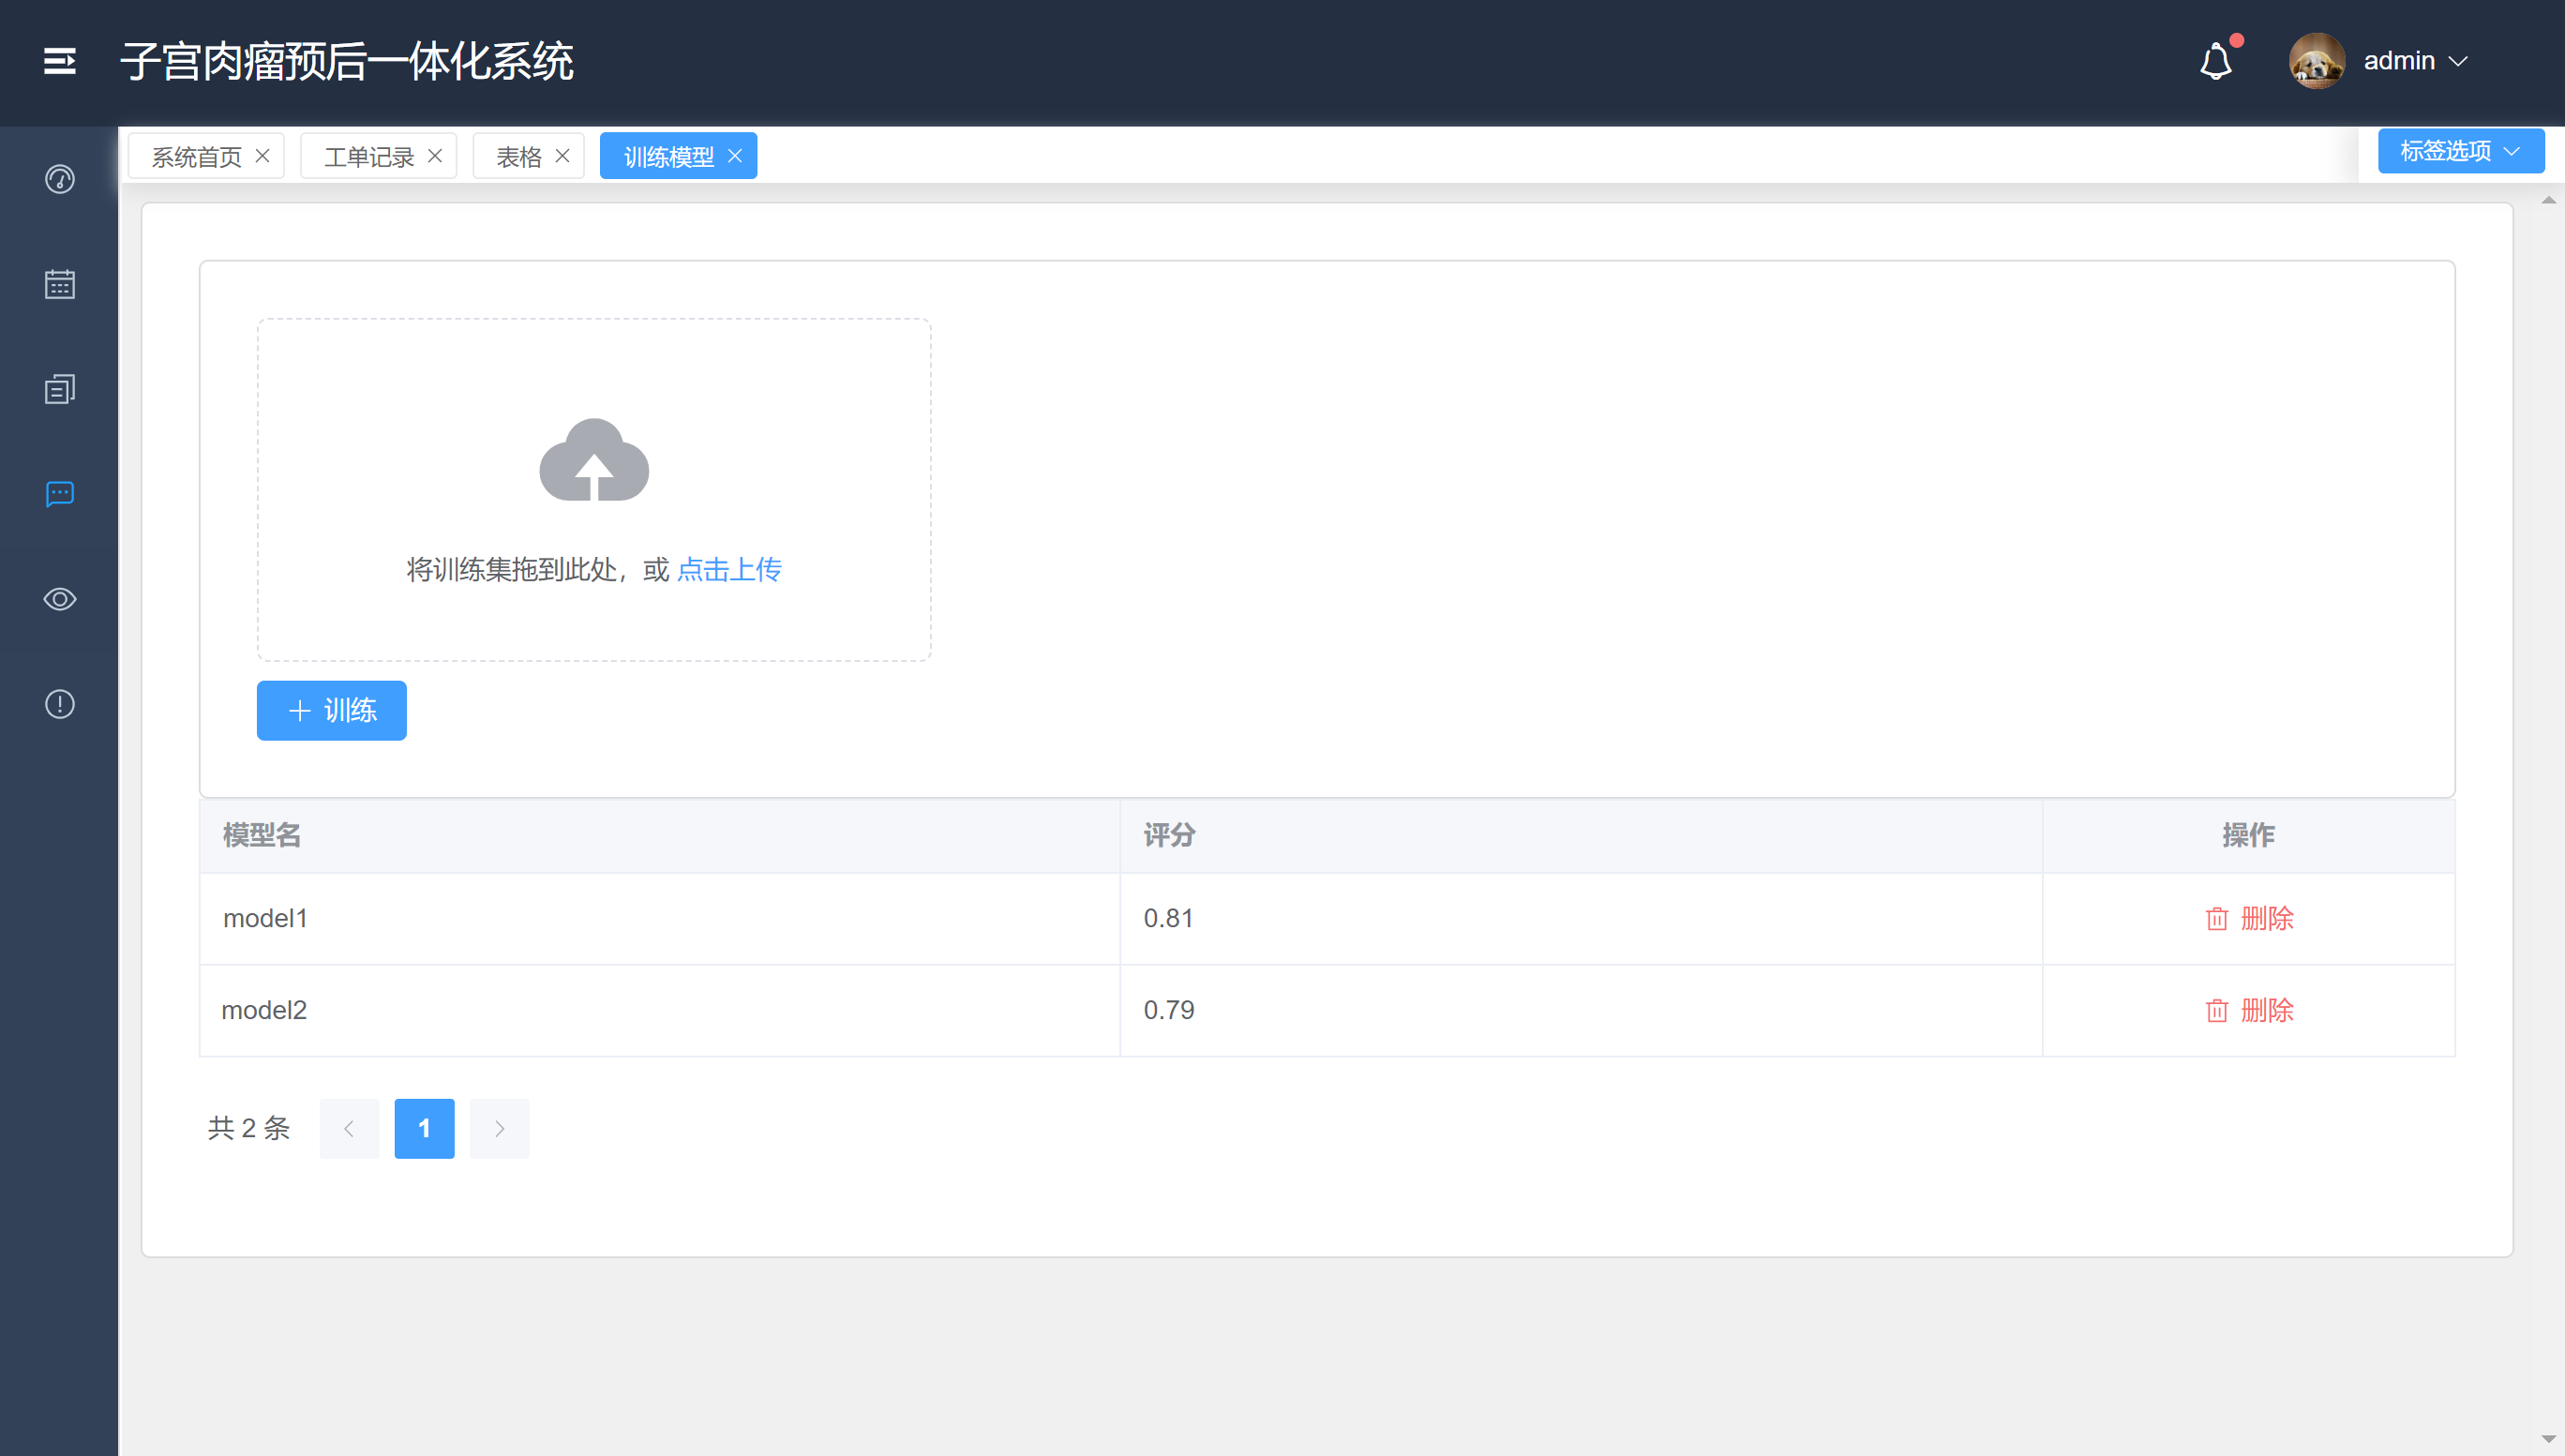 子宫肉瘤预后一体化系统
admin
系统首页
工单记录
表格
训练模型
标签选项
将训练集拖到此处，或 点击上传
训练
模型名 评分 操作
model1 0.81 删除
model2 0.79 删除
共 2 条 1